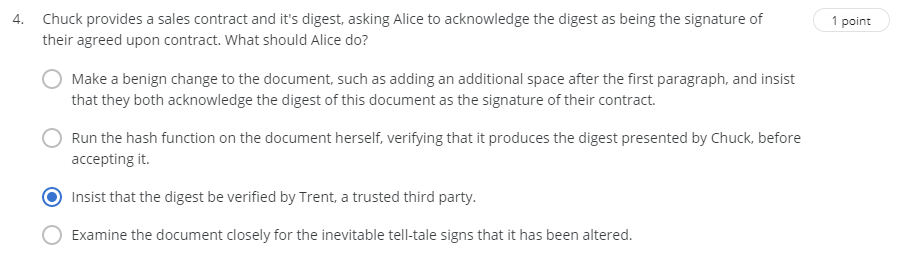 4. Chuck provides a sales contract and it's digest, asking Alice to acknowledge the digest as being the signature of
1 point
their agreed upon contract. What should Alice do?
Make a benign change to the document, such as adding an additional space after the first paragraph, and insist
that they both acknowledge the digest of this document as the signature of their contract.
Run the hash function on the document herself, verifying that it produces the digest presented by Chuck, before
accepting it.
Insist that the digest be verified by Trent, a trusted third party.
Examine the document closely for the inevitable tell-tale signs that it has been altered.